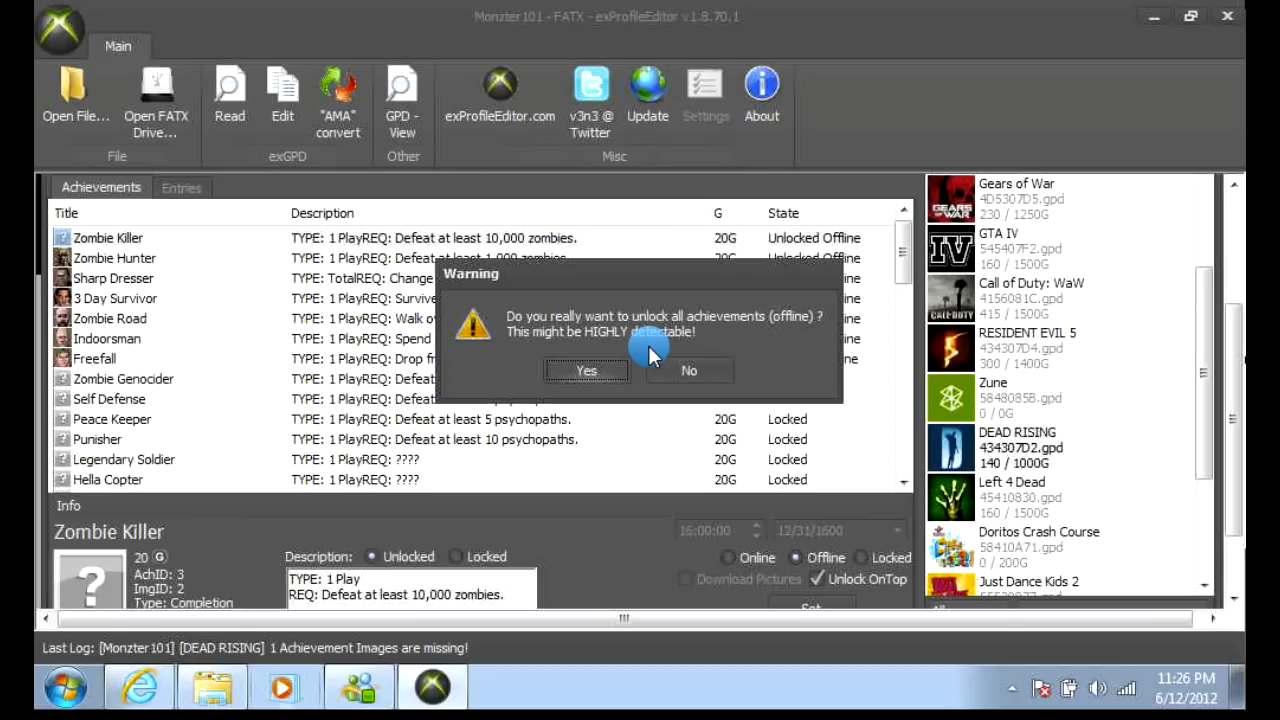 Monzter101 - FATX - exProfileEditor v1.8.70.1
Main
Open File...
Open FATX
Drive...
Read
Edit
"AMA"
convert
GPD -
View
exProfileEditor.com
v3n3 @
Twitter
Update
Settings
About
File
exGPD
Other
Misc
Achievements Entries
Title Description G State
Zombie Killer TYPE: 1 PlayREQ: Defeat at least 10,000 zombies. 20G Unlocked Offline
Zombie Hunter TYPE: 1 PlayREQ: Defeat at least 1,000 zombies. 20G Unlocked Offline
Sharp Dresser TYPE: TotalREQ: Change
3 Day Survivor TYPE: 1 PlayREQ:
Zombie Road TYPE: 1 PlayREQ: Walk
Indoorsman TYPE: 1 PlayREQ: Spend
Freefall TYPE: 1 PlayREQ: Drop
Zombie Genocider TYPE: 1 PlayREQ:
Self Defense TYPE: 1 PlayREQ: Defeat
Peace Keeper TYPE: 1 PlayREQ: Defeat at least 5 psychopaths. 20G Locked
Punisher TYPE: 1 PlayREQ: Defeat at least 10 psychopaths. 20G Locked
Legendary Soldier TYPE: 1 PlayREQ: ???? 20G Locked
Hella Copter TYPE: 1 PlayREQ: ???? 20G Locked
Warning
Do you really want to unlock all achievements (offline) ?
This might be HIGHLY detectable!
Yes No
Gears of War
4D5307D5.gpd
230 / 1250G
GTA IV
545407F2.gpd
160 / 1500G
Call of Duty: WaW
4156081C.gpd
415 / 1500G
RESIDENT EVIL 5
434307D4.gpd
300 / 1400G
Zune
5848085B.gpd
0 / 0G
DEAD RISING
434307D2.gpd
140 / 1000G
Left 4 Dead
45410830.gpd
160 / 1500G
Doritos Crash Course
58410A71.gpd
0 / 200G
Just Dance Kids 2
Info
Zombie Killer
20 G
AchID: 3
ImgID: 2
Type: Completion
Description: Unlocked Locked
TYPE: 1 Play
REQ: Defeat at least 10,000 zombies.
16:00:00 12/31/1600
Online Offline Locked
Download Pictures Unlock OnTop
Set
Last Log: [Monzter101] [DEAD RISING] 1 Achievement Images are missing!
11:26 PM
6/12/2012